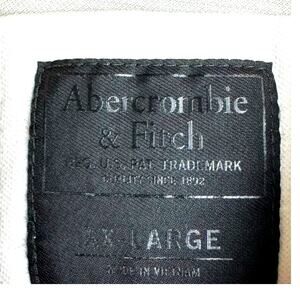 Abercrombie
& Fitch
REG. U.S. PAT. TRADEMARK
QUALITY SINCE 1892
XX-LARGE
MADE IN VIETNAM